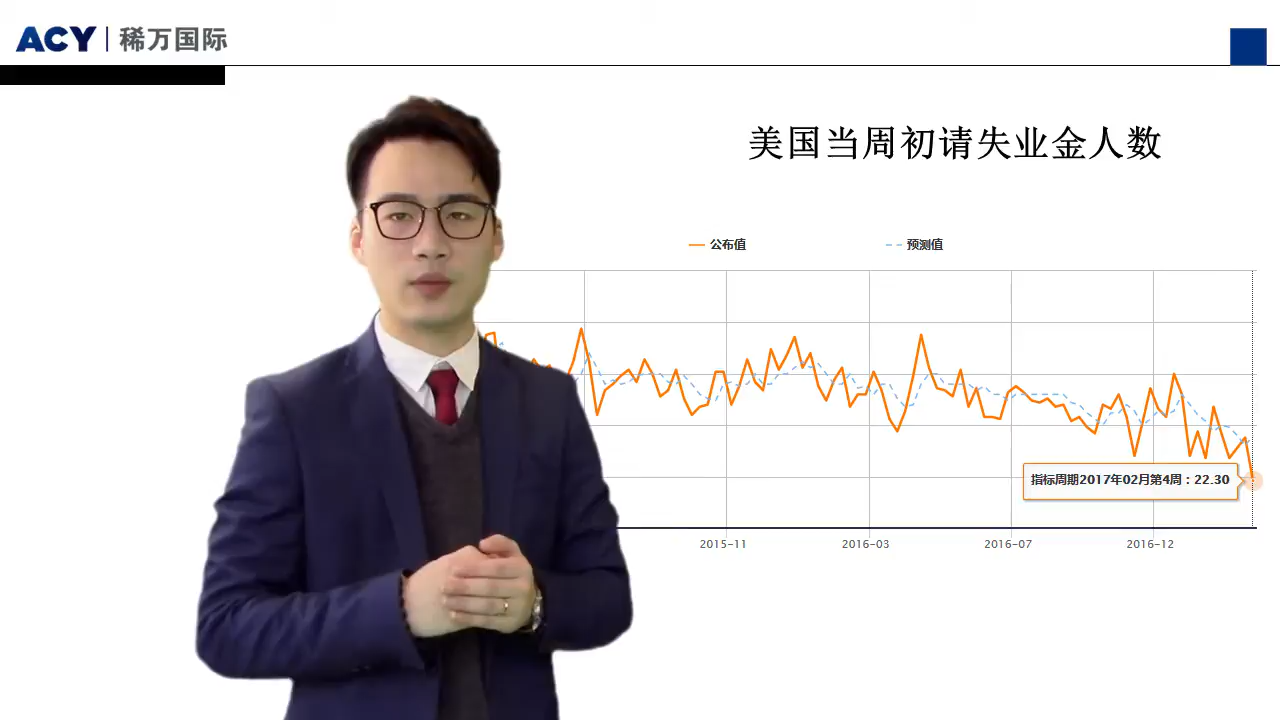 ACY 稀万国际
美国当周初请失业金人数
公布值 预测值
指标周期2017年02月第4周：22.30
2015-11 2016-03 2016-07 2016-12